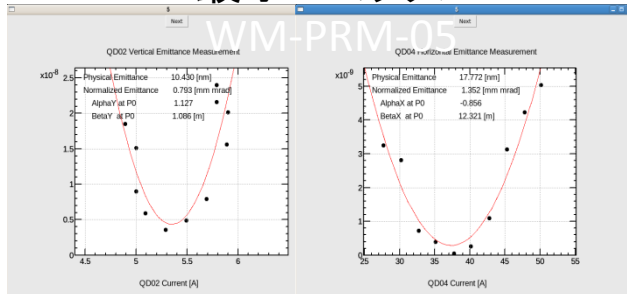 Next
QD02 Vertical Emittance Measurement
x10⁻⁸
Physical Emittance 10.430 [nm]
Normalized Emittance 0.793 [mm mrad]
AlphaY at P0 1.127
BetaY at P0 1.086 [m]
2.5
2
1.5
1
0.5
0
4.5 5 5.5 6
QD02 Current [A]
Next
WM-PRM-05
QD04 Horizontal Emittance Measurement
x10⁻⁹
Physical Emittance 17.772 [nm]
Normalized Emittance 1.352 [mm mrad]
AlphaX at P0 -0.856
BetaX at P0 12.321 [m]
5
4
3
2
1
0
25 30 35 40 45 50 55
QD04 Current [A]